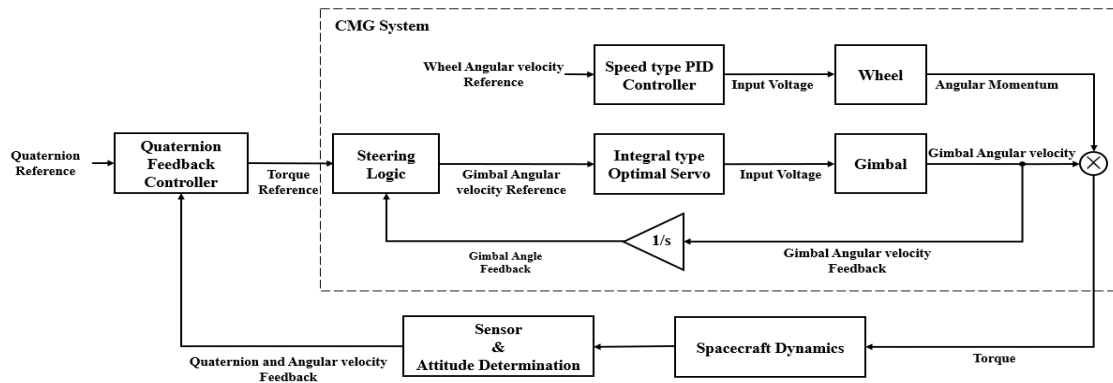 CMG System
Wheel Angular velocity
Reference
Speed type PID
Controller
Input Voltage
Wheel
Angular Momentum
Quaternion
Reference
Quaternion
Feedback
Controller
Torque
Reference
Steering
Logic
Gimbal Angular
velocity Reference
Integral type
Optimal Servo
Input Voltage
Gimbal
Gimbal Angular velocity
1/s
Gimbal Angle
Feedback
Gimbal Angular velocity
Feedback
Quaternion and Angular velocity
Feedback
Sensor
&
Attitude Determination
Spacecraft Dynamics
Torque